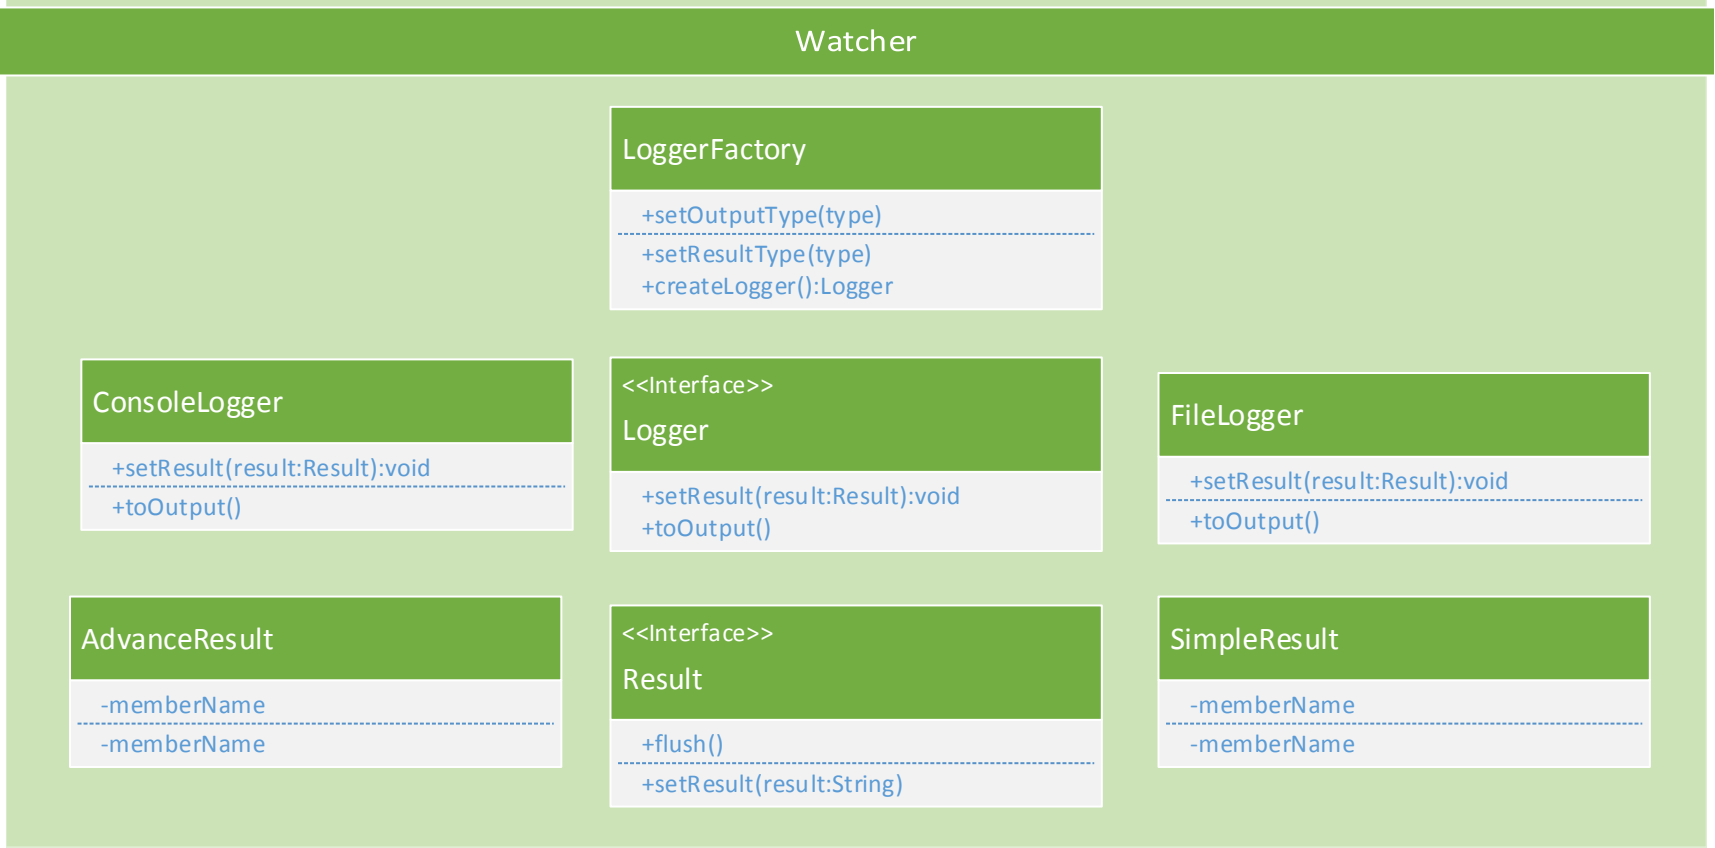 Watcher
LoggerFactory
+setOutputType(type)
+setResultType(type)
+createLogger():Logger
ConsoleLogger
+setResult(result:Result):void
+toOutput()
<<Interface>>
Logger
+setResult(result:Result):void
+toOutput()
FileLogger
+setResult(result:Result):void
+toOutput()
AdvanceResult
-memberName
-memberName
<<Interface>>
Result
+flush()
+setResult(result:String)
SimpleResult
-memberName
-memberName